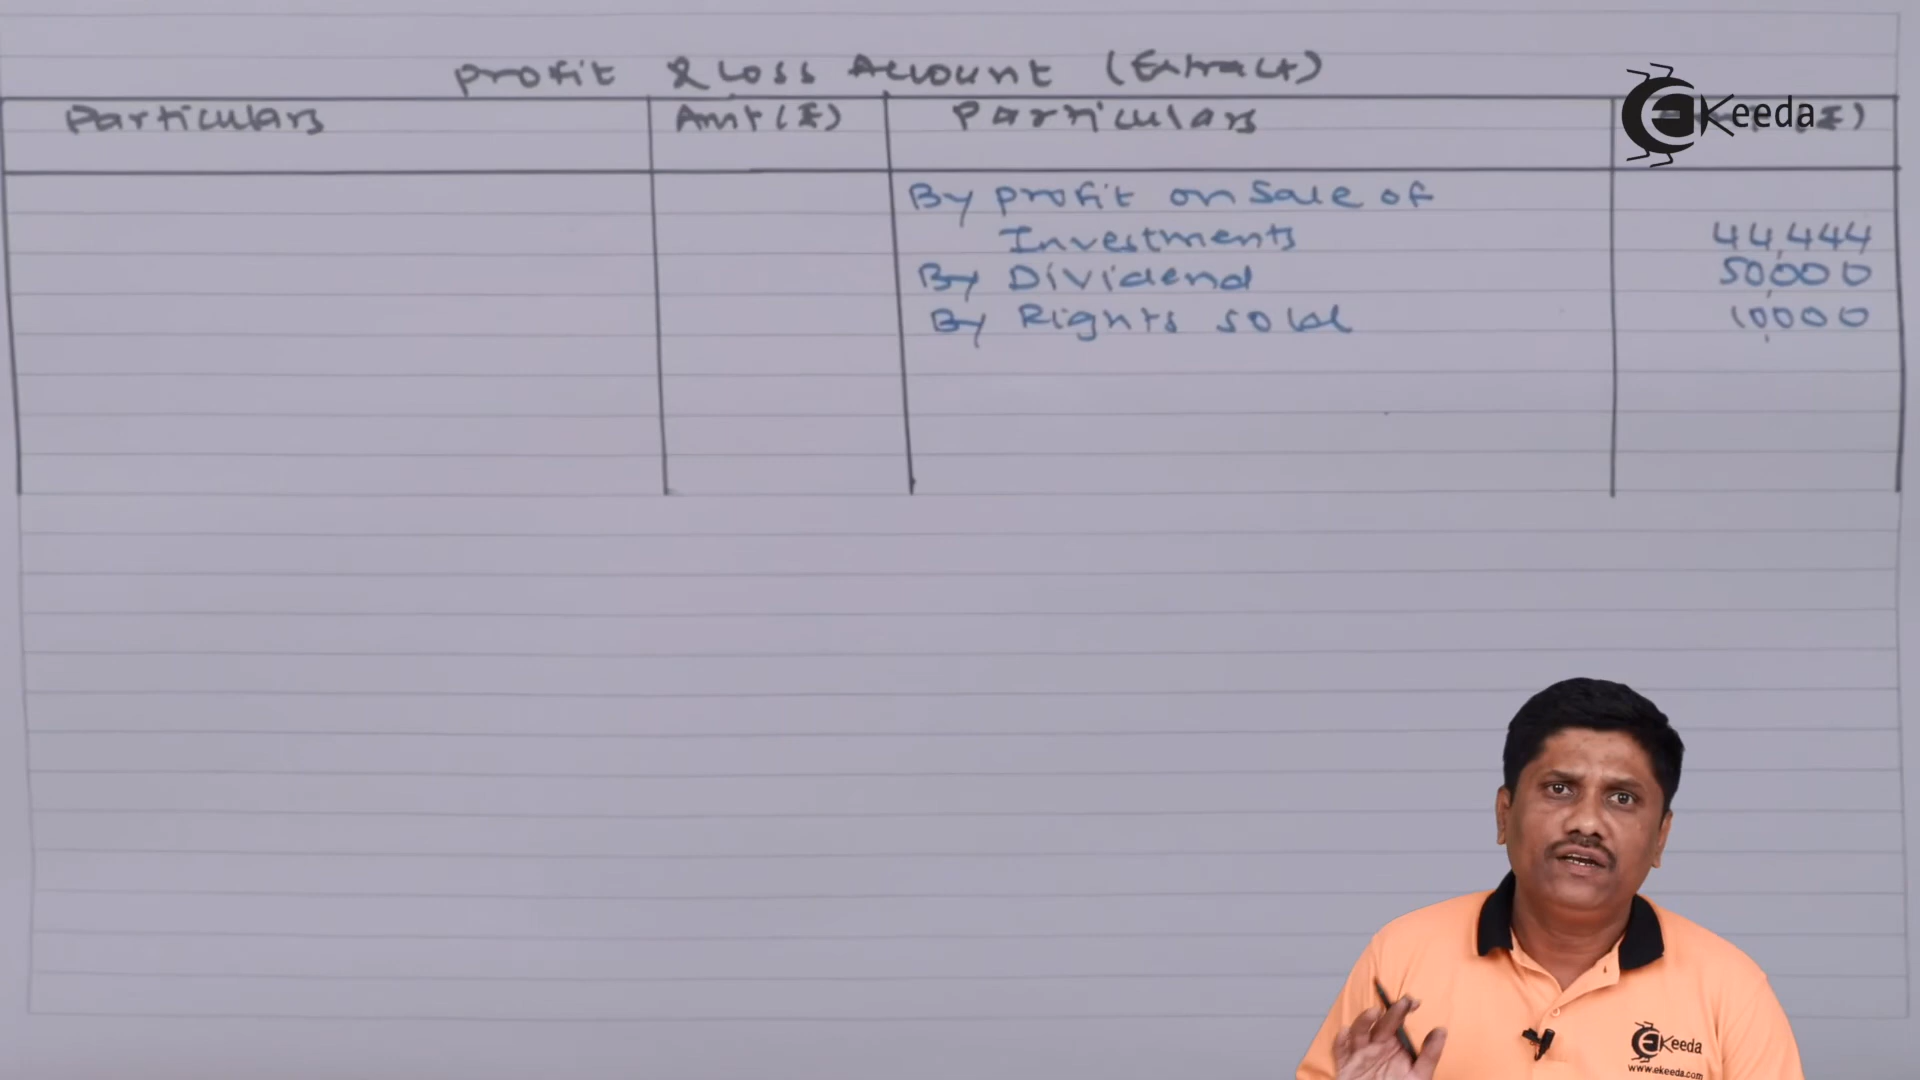 Profit & Loss Account (Extract)
Particulars Amt (₹) Particulars (₹)
By profit on sale of
Investments 44,444
By Dividend 50,000
By Rights sold 10,000
Keeda
Keeda
www.ekeeda.com